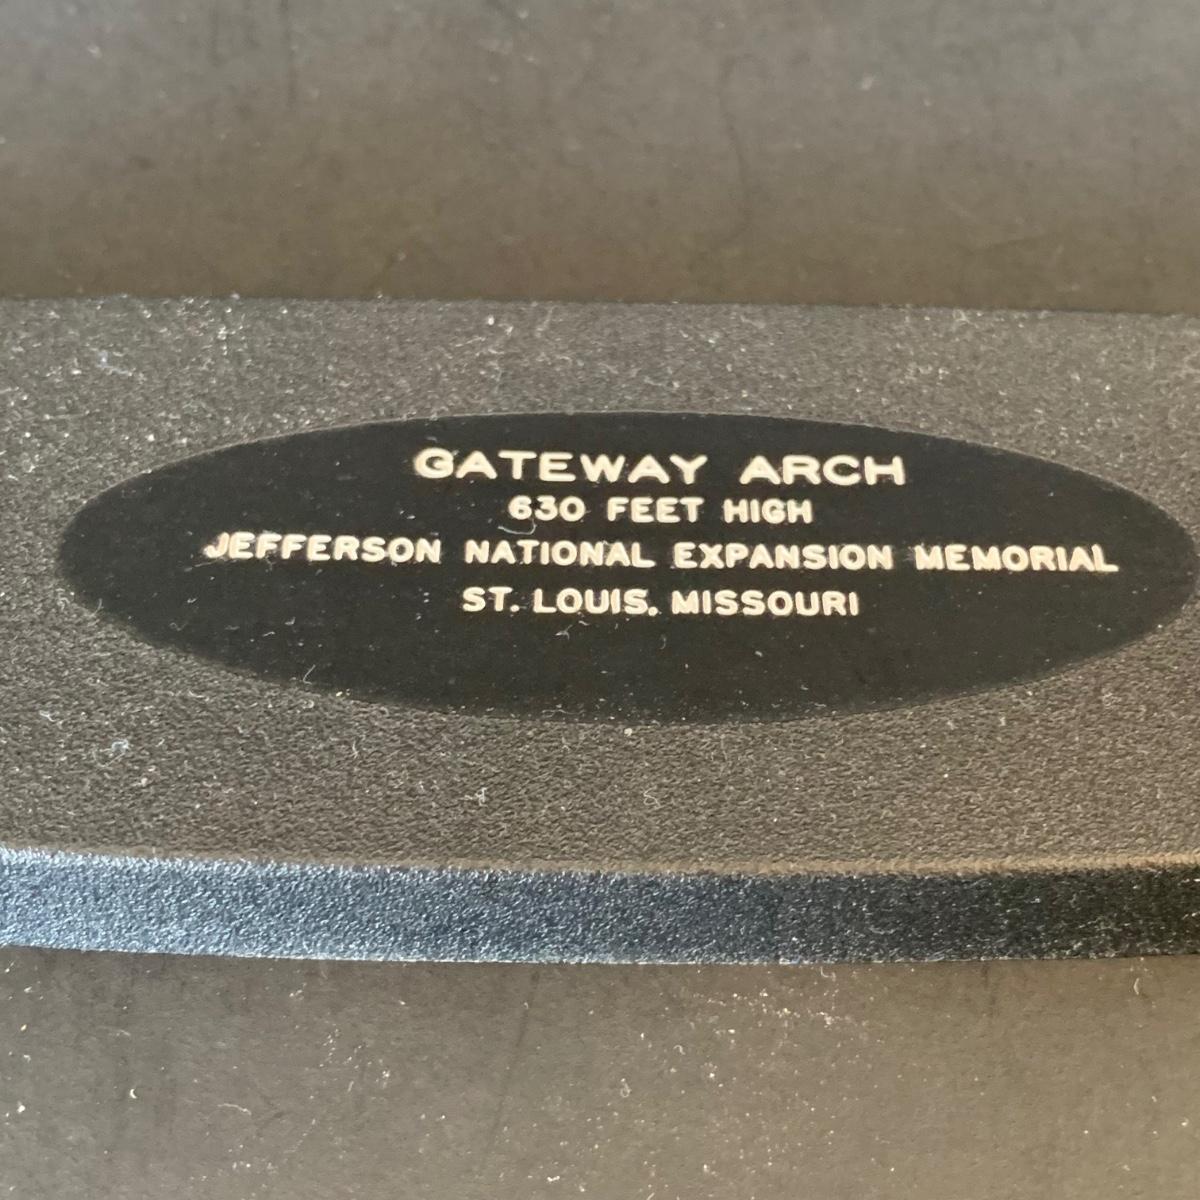 GATEWAY ARCH
630 FEET HIGH
JEFFERSON NATIONAL EXPANSION MEMORIAL
ST. LOUIS, MISSOURI